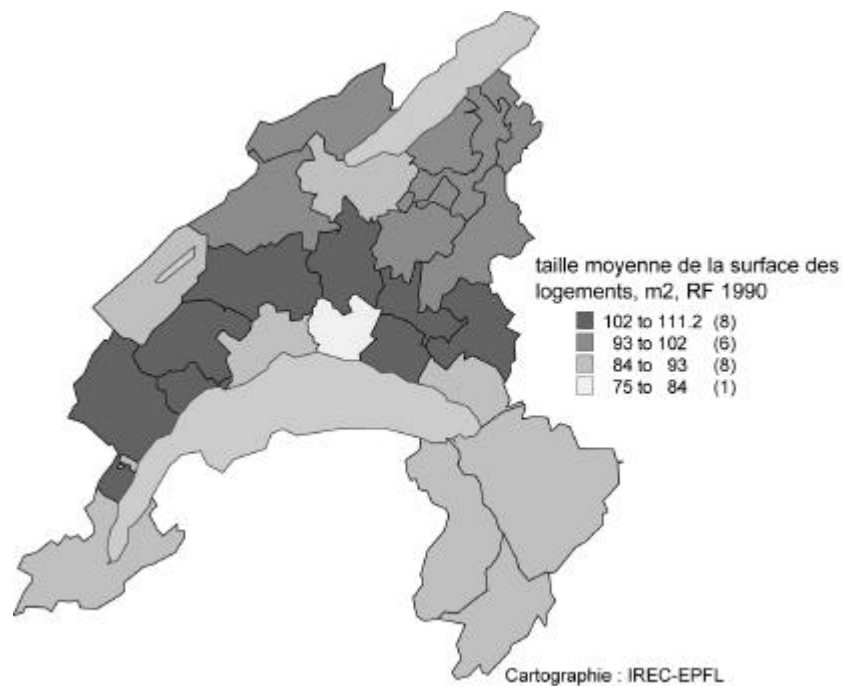 taille moyenne de la surface des
logements, m2, RF 1990
102 to 111.2 (8)
93 to 102 (6)
84 to 93 (8)
75 to 84 (1)
Cartographie : IREC-EPFL